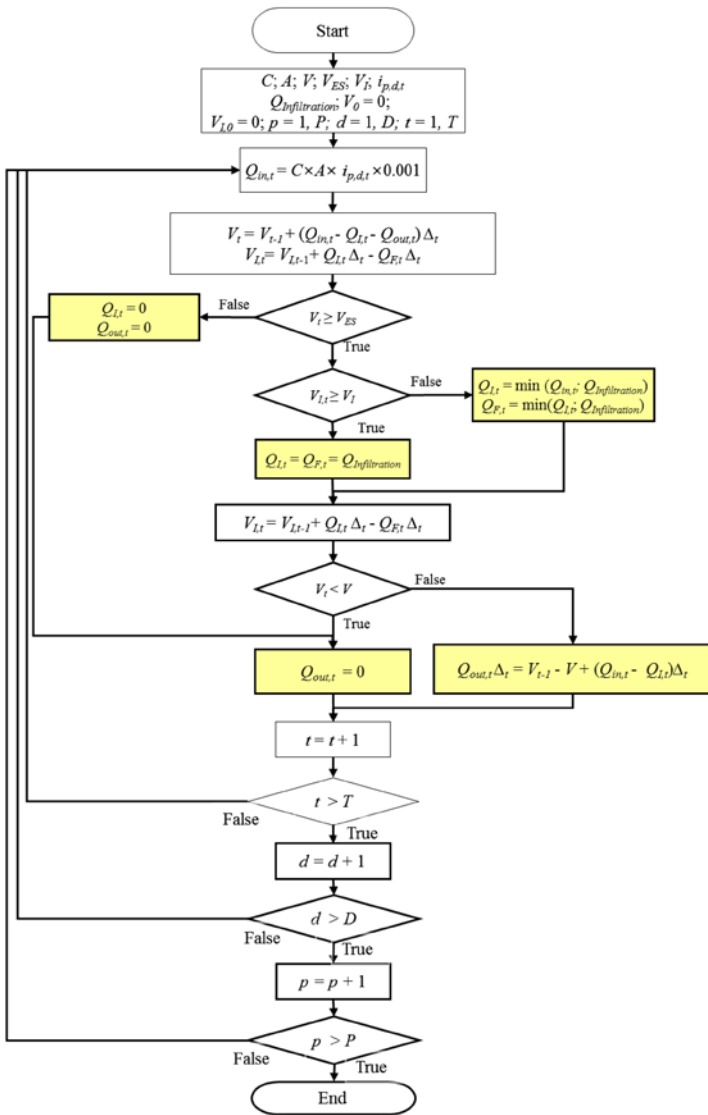 Start
C; A; V; V_ES; V_I; i_p,d,t
Q_Infiltration; V_0 = 0;
V_I,0 = 0; p = 1, P; d = 1, D; t = 1, T
Q_in,t = C × A × i_p,d,t × 0.001
V_t = V_t-1 + (Q_in,t - Q_I,t - Q_out,t) Δ_t
V_I,t = V_I,t-1 + Q_I,t Δ_t - Q_F,t Δ_t
Q_I,t = 0
Q_out,t = 0
False
V_t ≥ V_ES
True
V_I,t ≥ V_I
False
Q_I,t = min (Q_in,t; Q_Infiltration)
Q_F,t = min(Q_I,t; Q_Infiltration)
True
Q_I,t = Q_F,t = Q_Infiltration
V_I,t = V_I,t-1 + Q_I,t Δ_t - Q_F,t Δ_t
V_t < V
False
True
Q_out,t = 0
Q_out,t Δ_t = V_t-1 - V + (Q_in,t - Q_I,t)Δ_t
t = t + 1
t > T
False
True
d = d + 1
d > D
False
True
p = p + 1
p > P
False
True
End